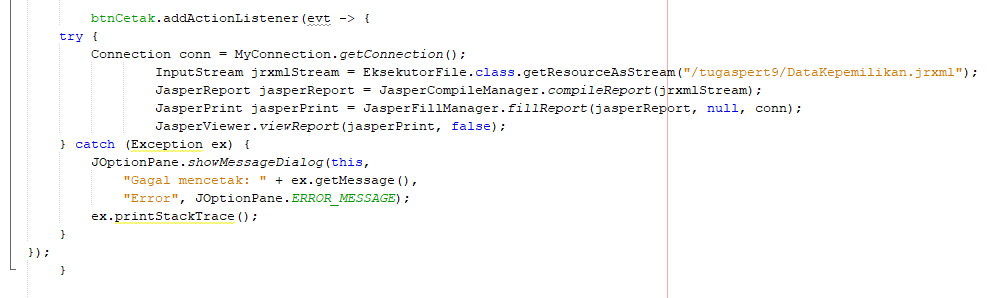 btnCetak.addActionListener(evt -> {
try {
Connection conn = MyConnection.getConnection();
InputStream jrxmlStream = EksekutorFile.class.getResourceAsStream("/tugaspert9/DataKepemilikan.jrxml");
JasperReport jasperReport = JasperCompileManager.compileReport(jrxmlStream);
JasperPrint jasperPrint = JasperFillManager.fillReport(jasperReport, null, conn);
JasperViewer.viewReport(jasperPrint, false);
} catch (Exception ex) {
JOptionPane.showMessageDialog(this,
"Gagal mencetak: " + ex.getMessage(),
"Error", JOptionPane.ERROR_MESSAGE);
ex.printStackTrace();
}
});
}